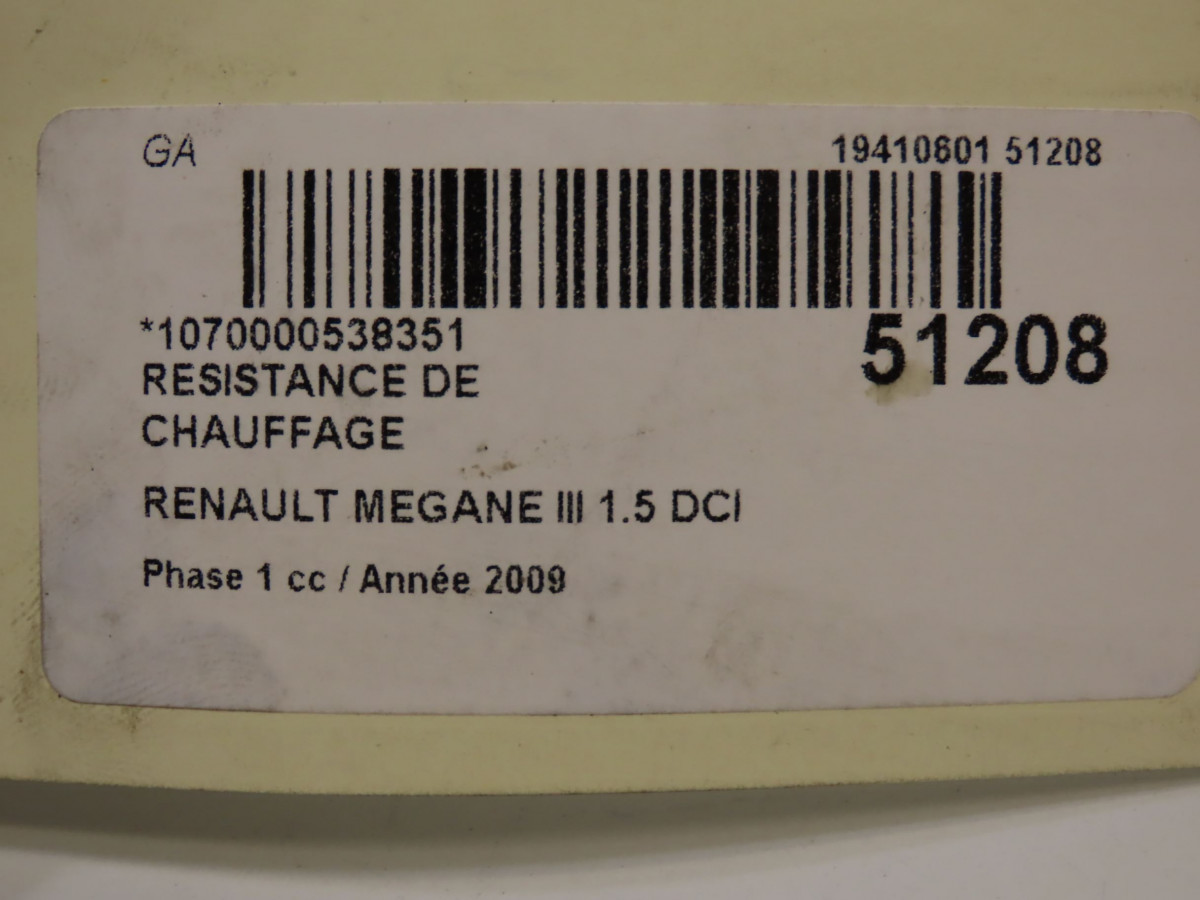 GA
19410601 51208
*1070000538351
51208
RESISTANCE DE
CHAUFFAGE
RENAULT MEGANE III 1.5 DCI
Phase 1 cc / Année 2009